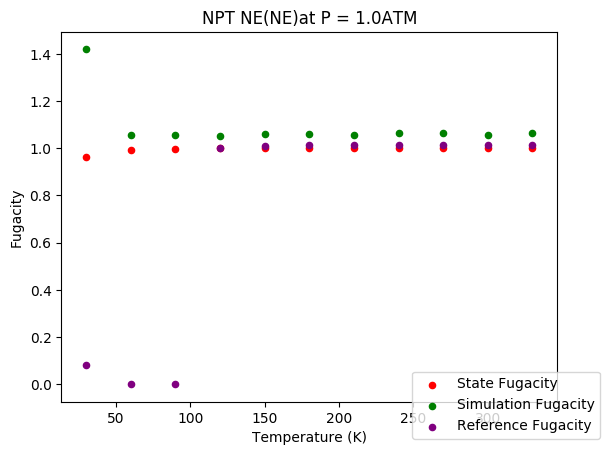 NPT NE(NE)at P = 1.0ATM
Fugacity
1.4
1.2
1.0
0.8
0.6
0.4
0.2
0.0
50 100 150 200 250 300
Temperature (K)
State Fugacity
Simulation Fugacity
Reference Fugacity